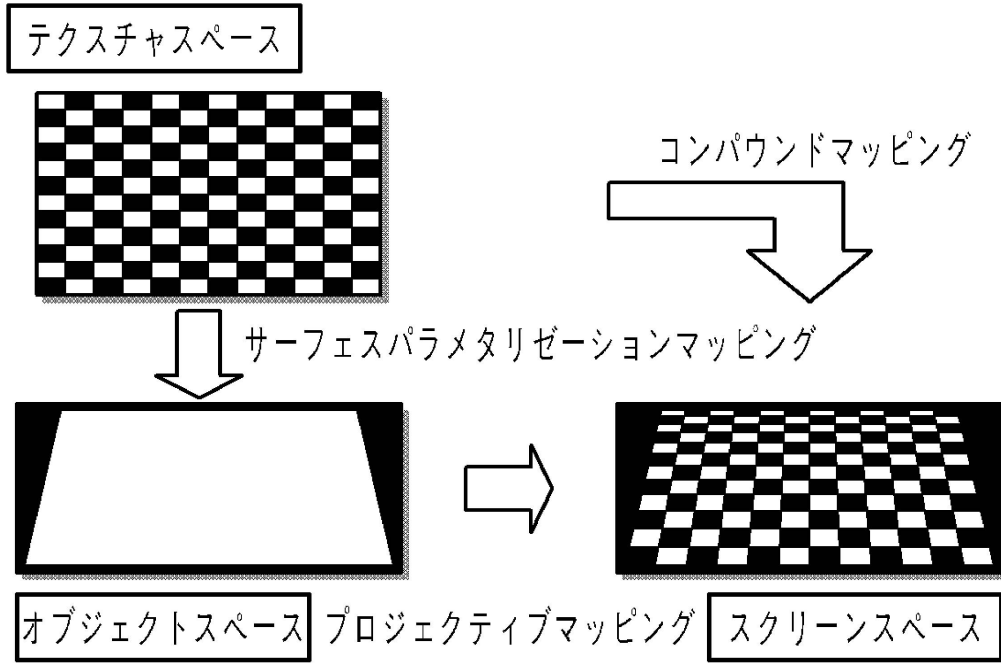 テクスチャスペース
コンパウンドマッピング
サーフェスパラメタリゼーションマッピング
オブジェクトスペース
プロジェクティブマッピング
スクリーンスペース